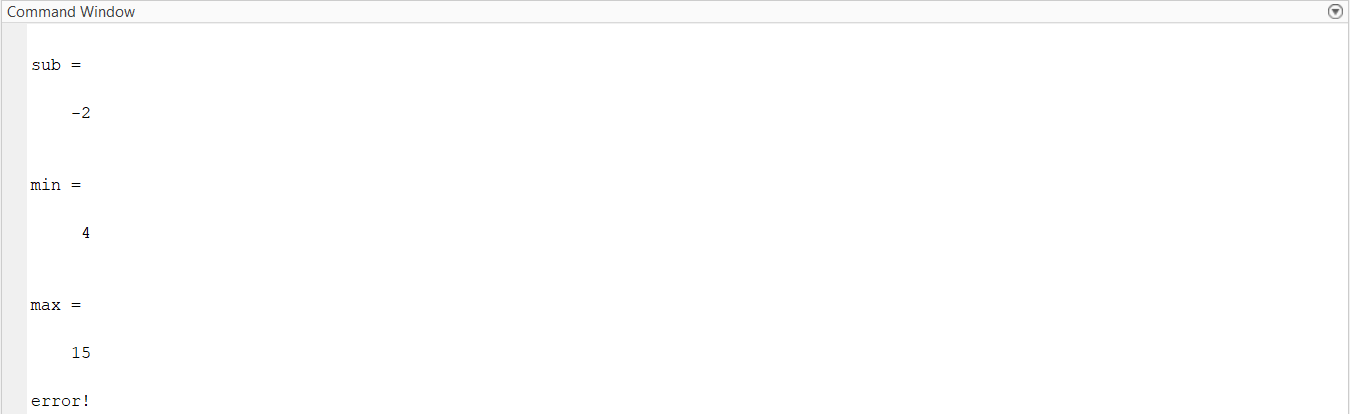 Command Window
sub =
-2
min =
4
max =
15
error!